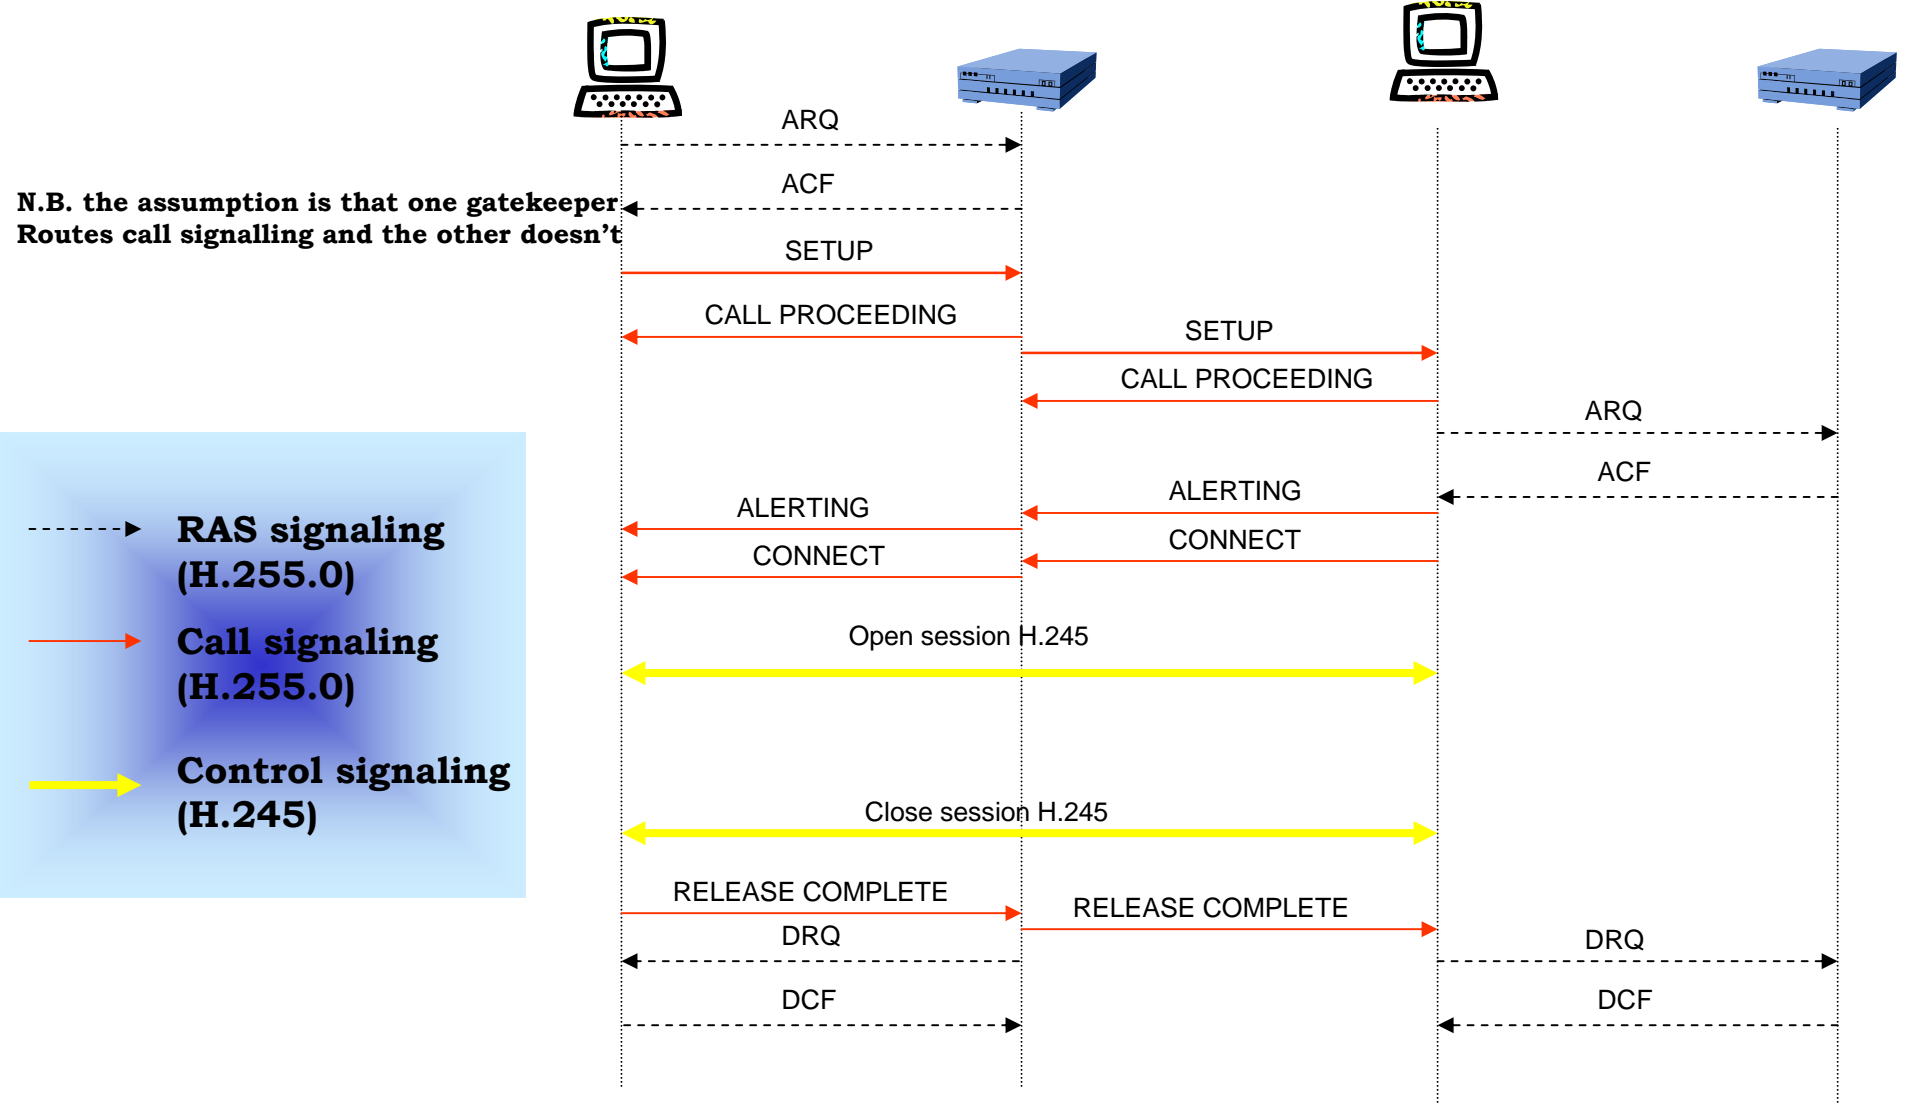 ARQ
ACF
N.B. the assumption is that one gatekeeper
Routes call signalling and the other doesn't
SETUP
CALL PROCEEDING
SETUP
CALL PROCEEDING
ARQ
ACF
ALERTING
ALERTING
CONNECT
CONNECT
RAS signaling
(H.255.0)
Call signaling
(H.255.0)
Control signaling
(H.245)
Open session H.245
Close session H.245
RELEASE COMPLETE
RELEASE COMPLETE
DRQ
DRQ
DCF
DCF